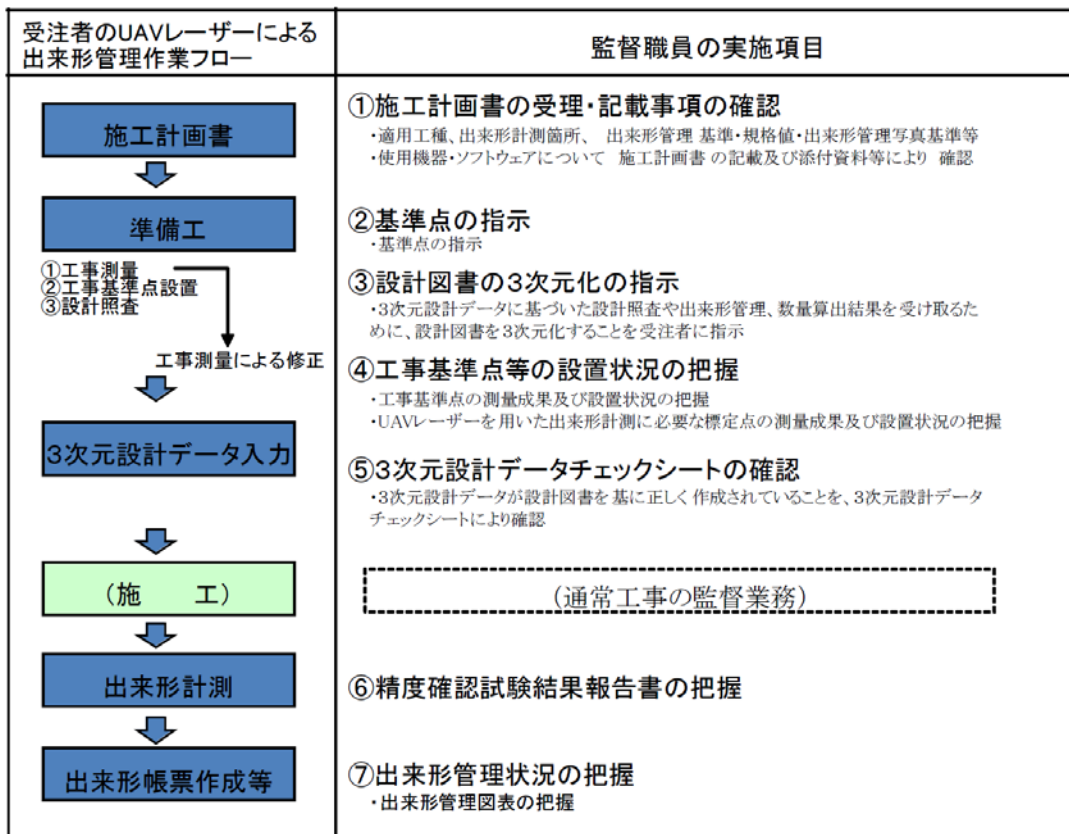 受注者のUAVレーザーによる
出来形管理作業フロー
監督職員の実施項目
施工計画書
準備工
①工事測量
②工事基準点設置
③設計照査
工事測量による修正
3次元設計データ入力
(施 工)
出来形計測
出来形帳票作成等
①施工計画書の受理・記載事項の確認
・適用工種、出来形計測箇所、 出来形管理 基準・規格値・出来形管理写真基準等
・使用機器・ソフトウェアについて 施工計画書 の記載及び添付資料等により 確認
②基準点の指示
・基準点の指示
③設計図書の3次元化の指示
・3次元設計データに基づいた設計照査や出来形管理、数量算出結果を受け取るた
めに、設計図書を3次元化することを受注者に指示
④工事基準点等の設置状況の把握
・工事基準点の測量成果及び設置状況の把握
・UAVレーザーを用いた出来形計測に必要な標定点の測量成果及び設置状況の把握
⑤3次元設計データチェックシートの確認
・3次元設計データが設計図書を基に正しく作成されていることを、3次元設計データ
チェックシートにより確認
(通常工事の監督業務)
⑥精度確認試験結果報告書の把握
⑦出来形管理状況の把握
・出来形管理図表の把握